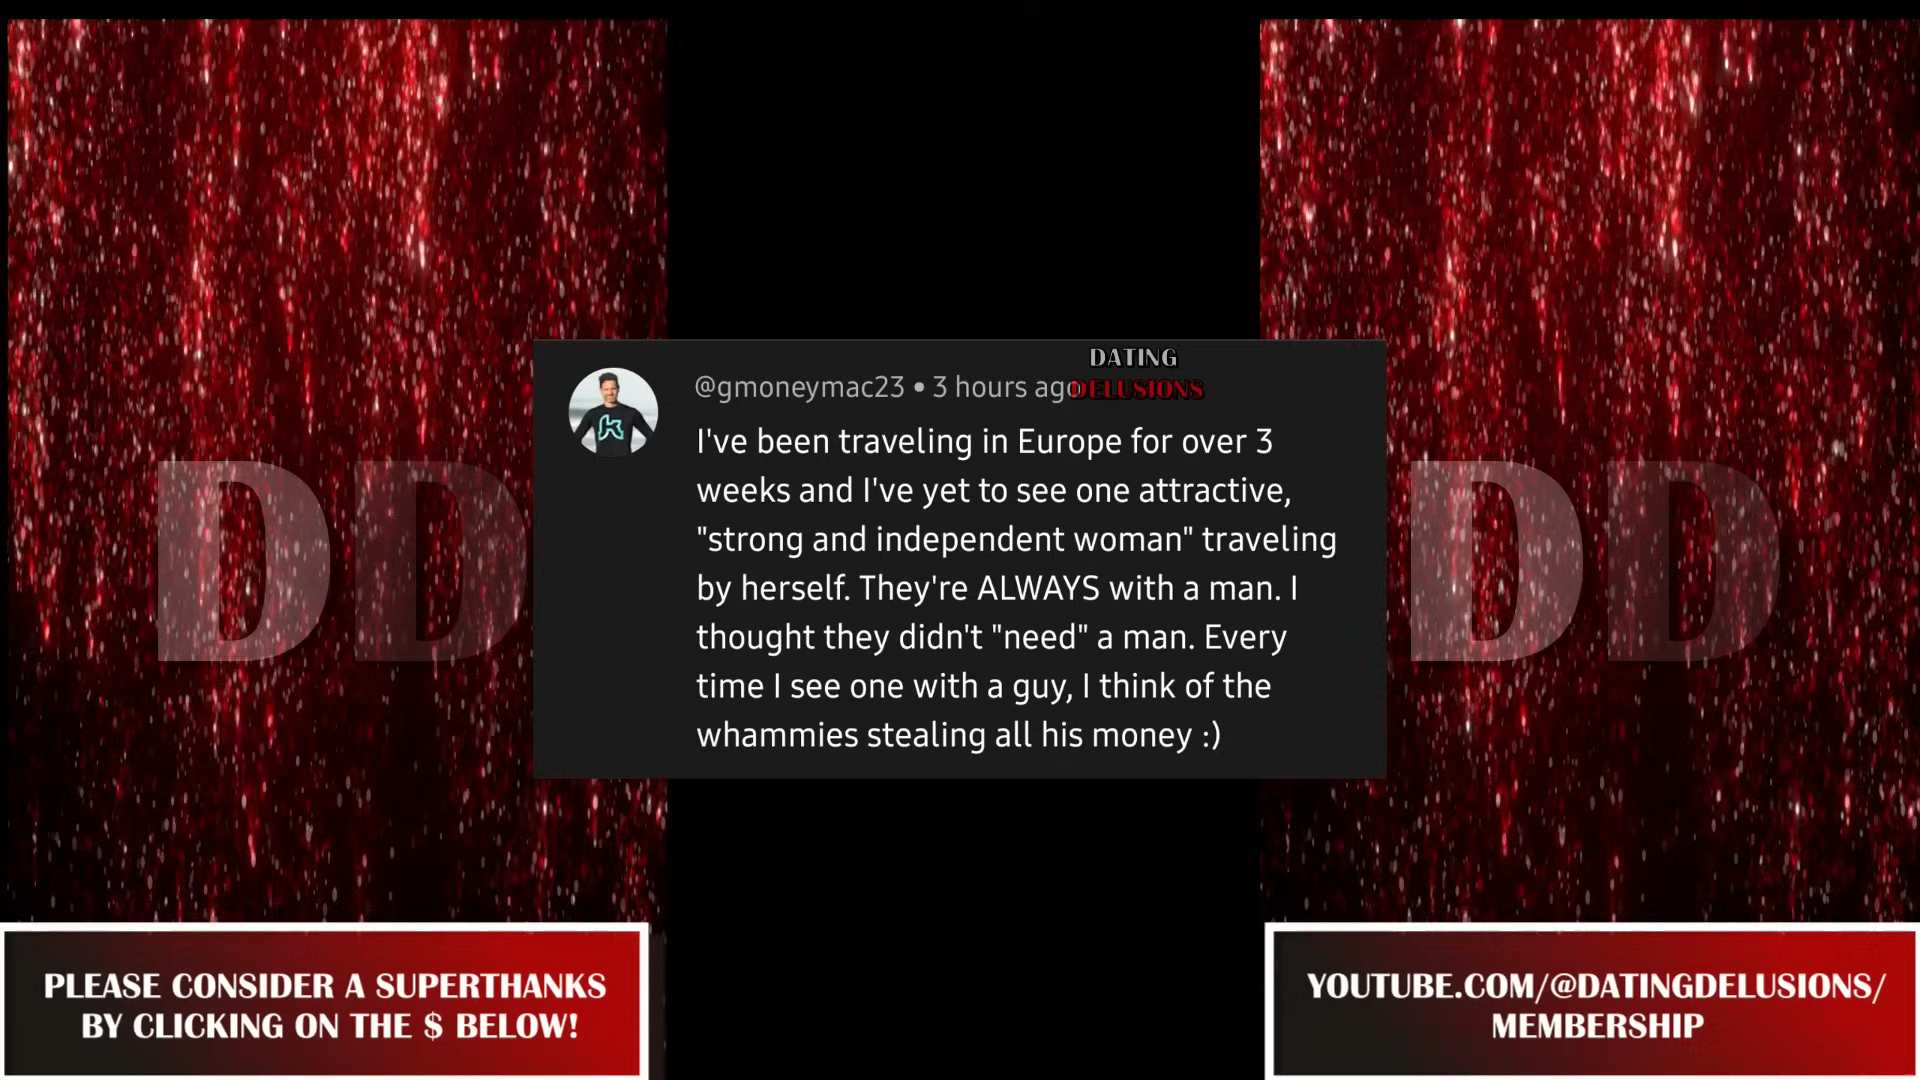 DATING
DELUSIONS
@gmoneymac23 • 3 hours ago
I've been traveling in Europe for over 3
weeks and I've yet to see one attractive,
"strong and independent woman" traveling
by herself. They're ALWAYS with a man. I
thought they didn't "need" a man. Every
time I see one with a guy, I think of the
whammies stealing all his money :)
DD
DD
PLEASE CONSIDER A SUPERTHANKS
BY CLICKING ON THE $ BELOW!
YOUTUBE.COM/@DATINGDELUSIONS/
MEMBERSHIP